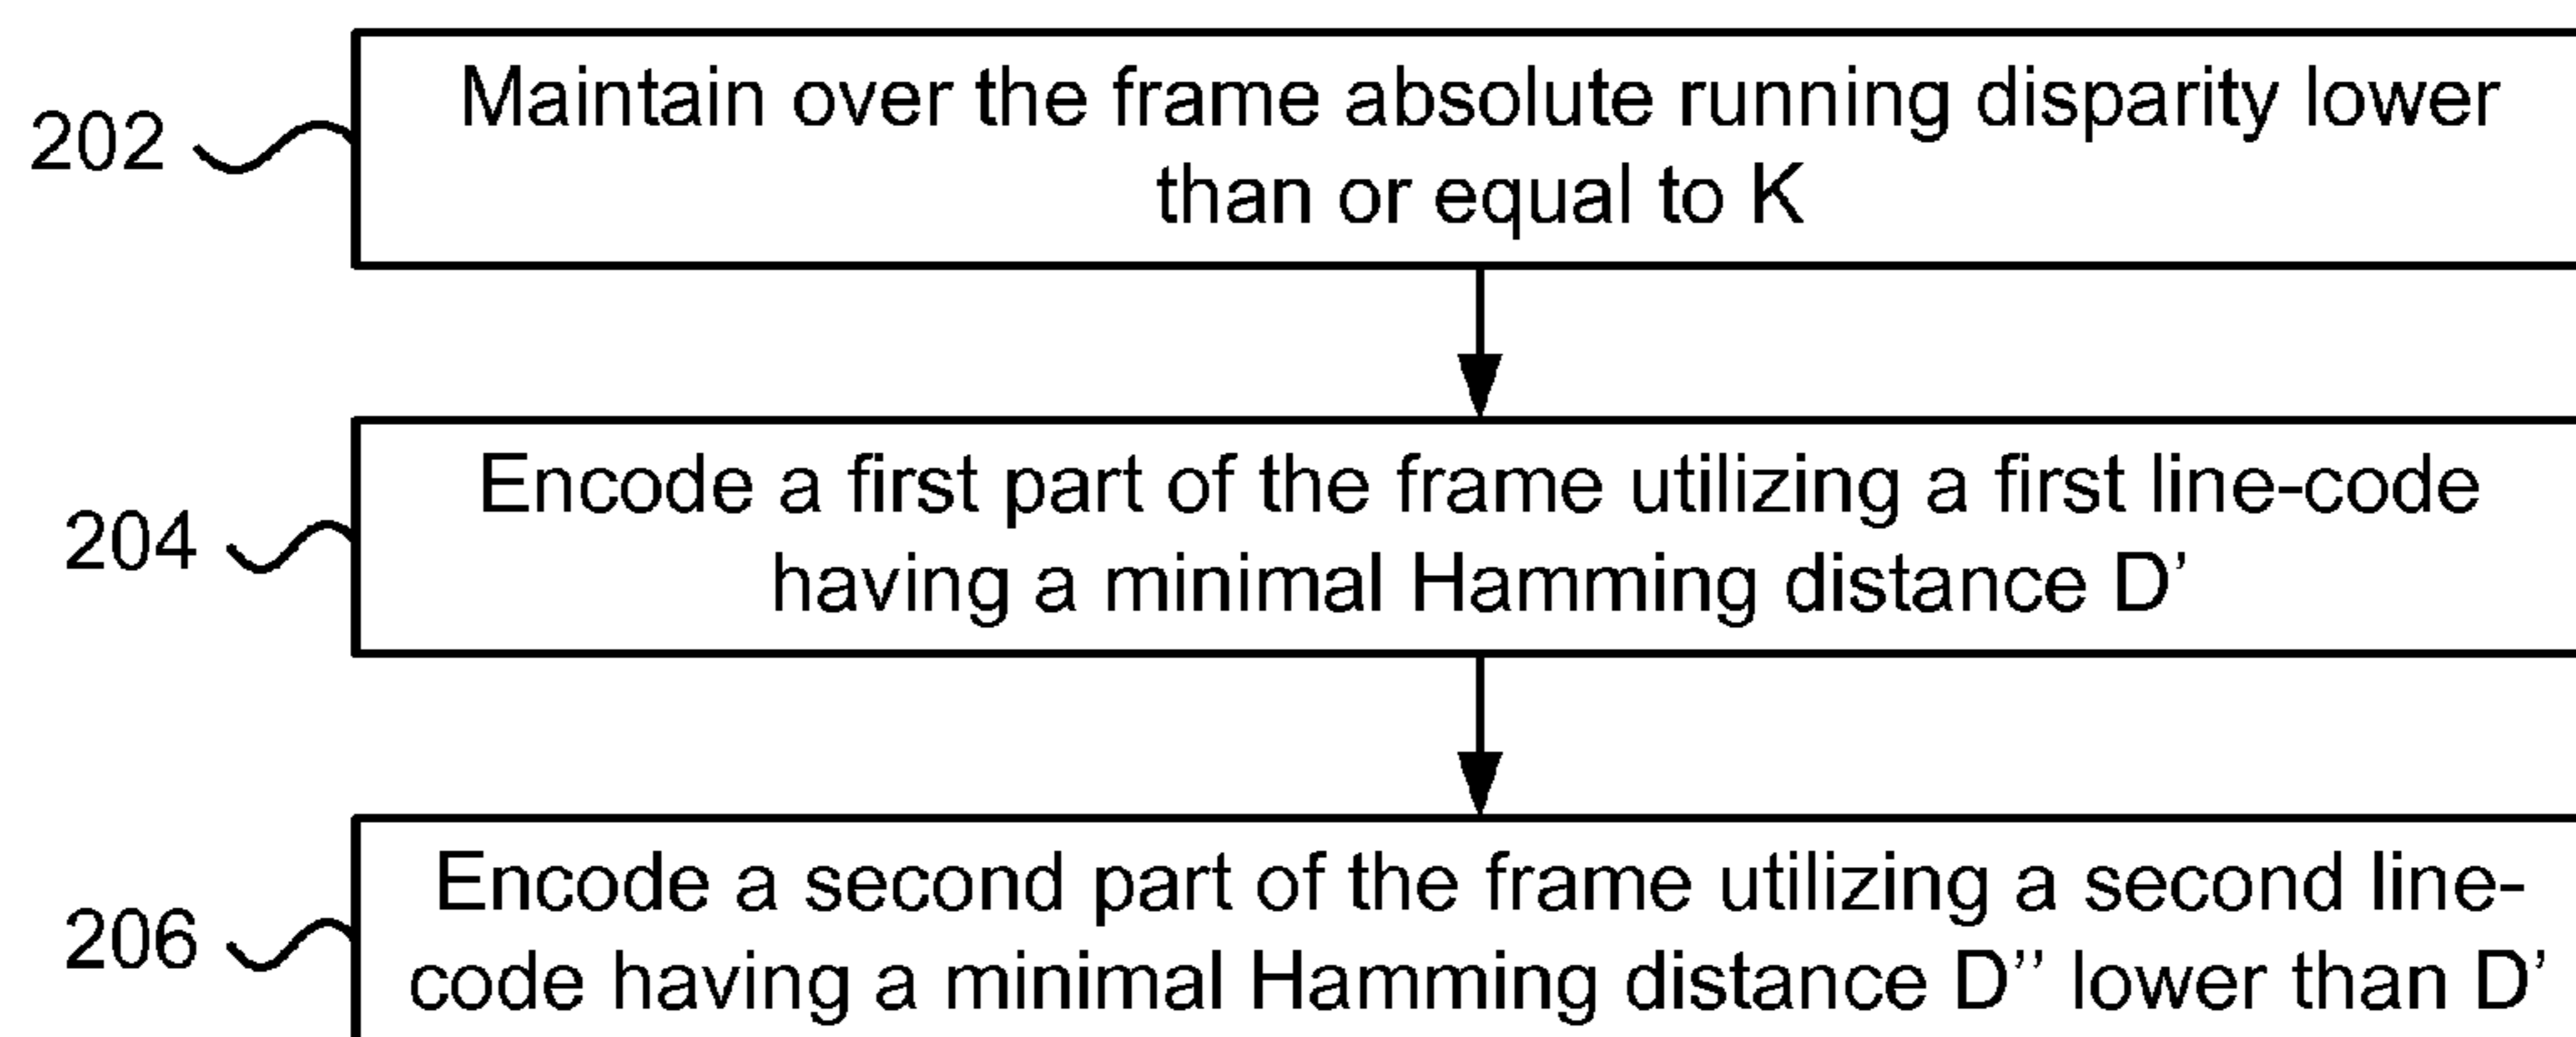 202
Maintain over the frame absolute running disparity lower
than or equal to K
204
Encode a first part of the frame utilizing a first line-code
having a minimal Hamming distance D’
206
Encode a second part of the frame utilizing a second line-
code having a minimal Hamming distance D’’ lower than D’